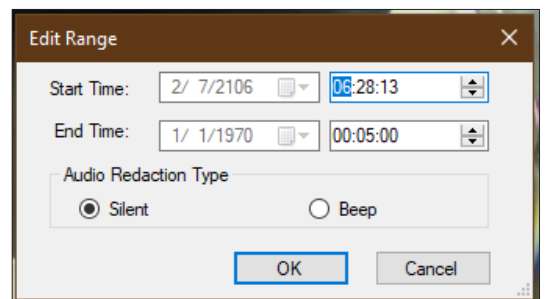 Edit Range
Start Time: 2/ 7/2106 06:28:13
End Time: 1/ 1/1970 00:05:00
Audio Redaction Type
Silent Beep
OK Cancel